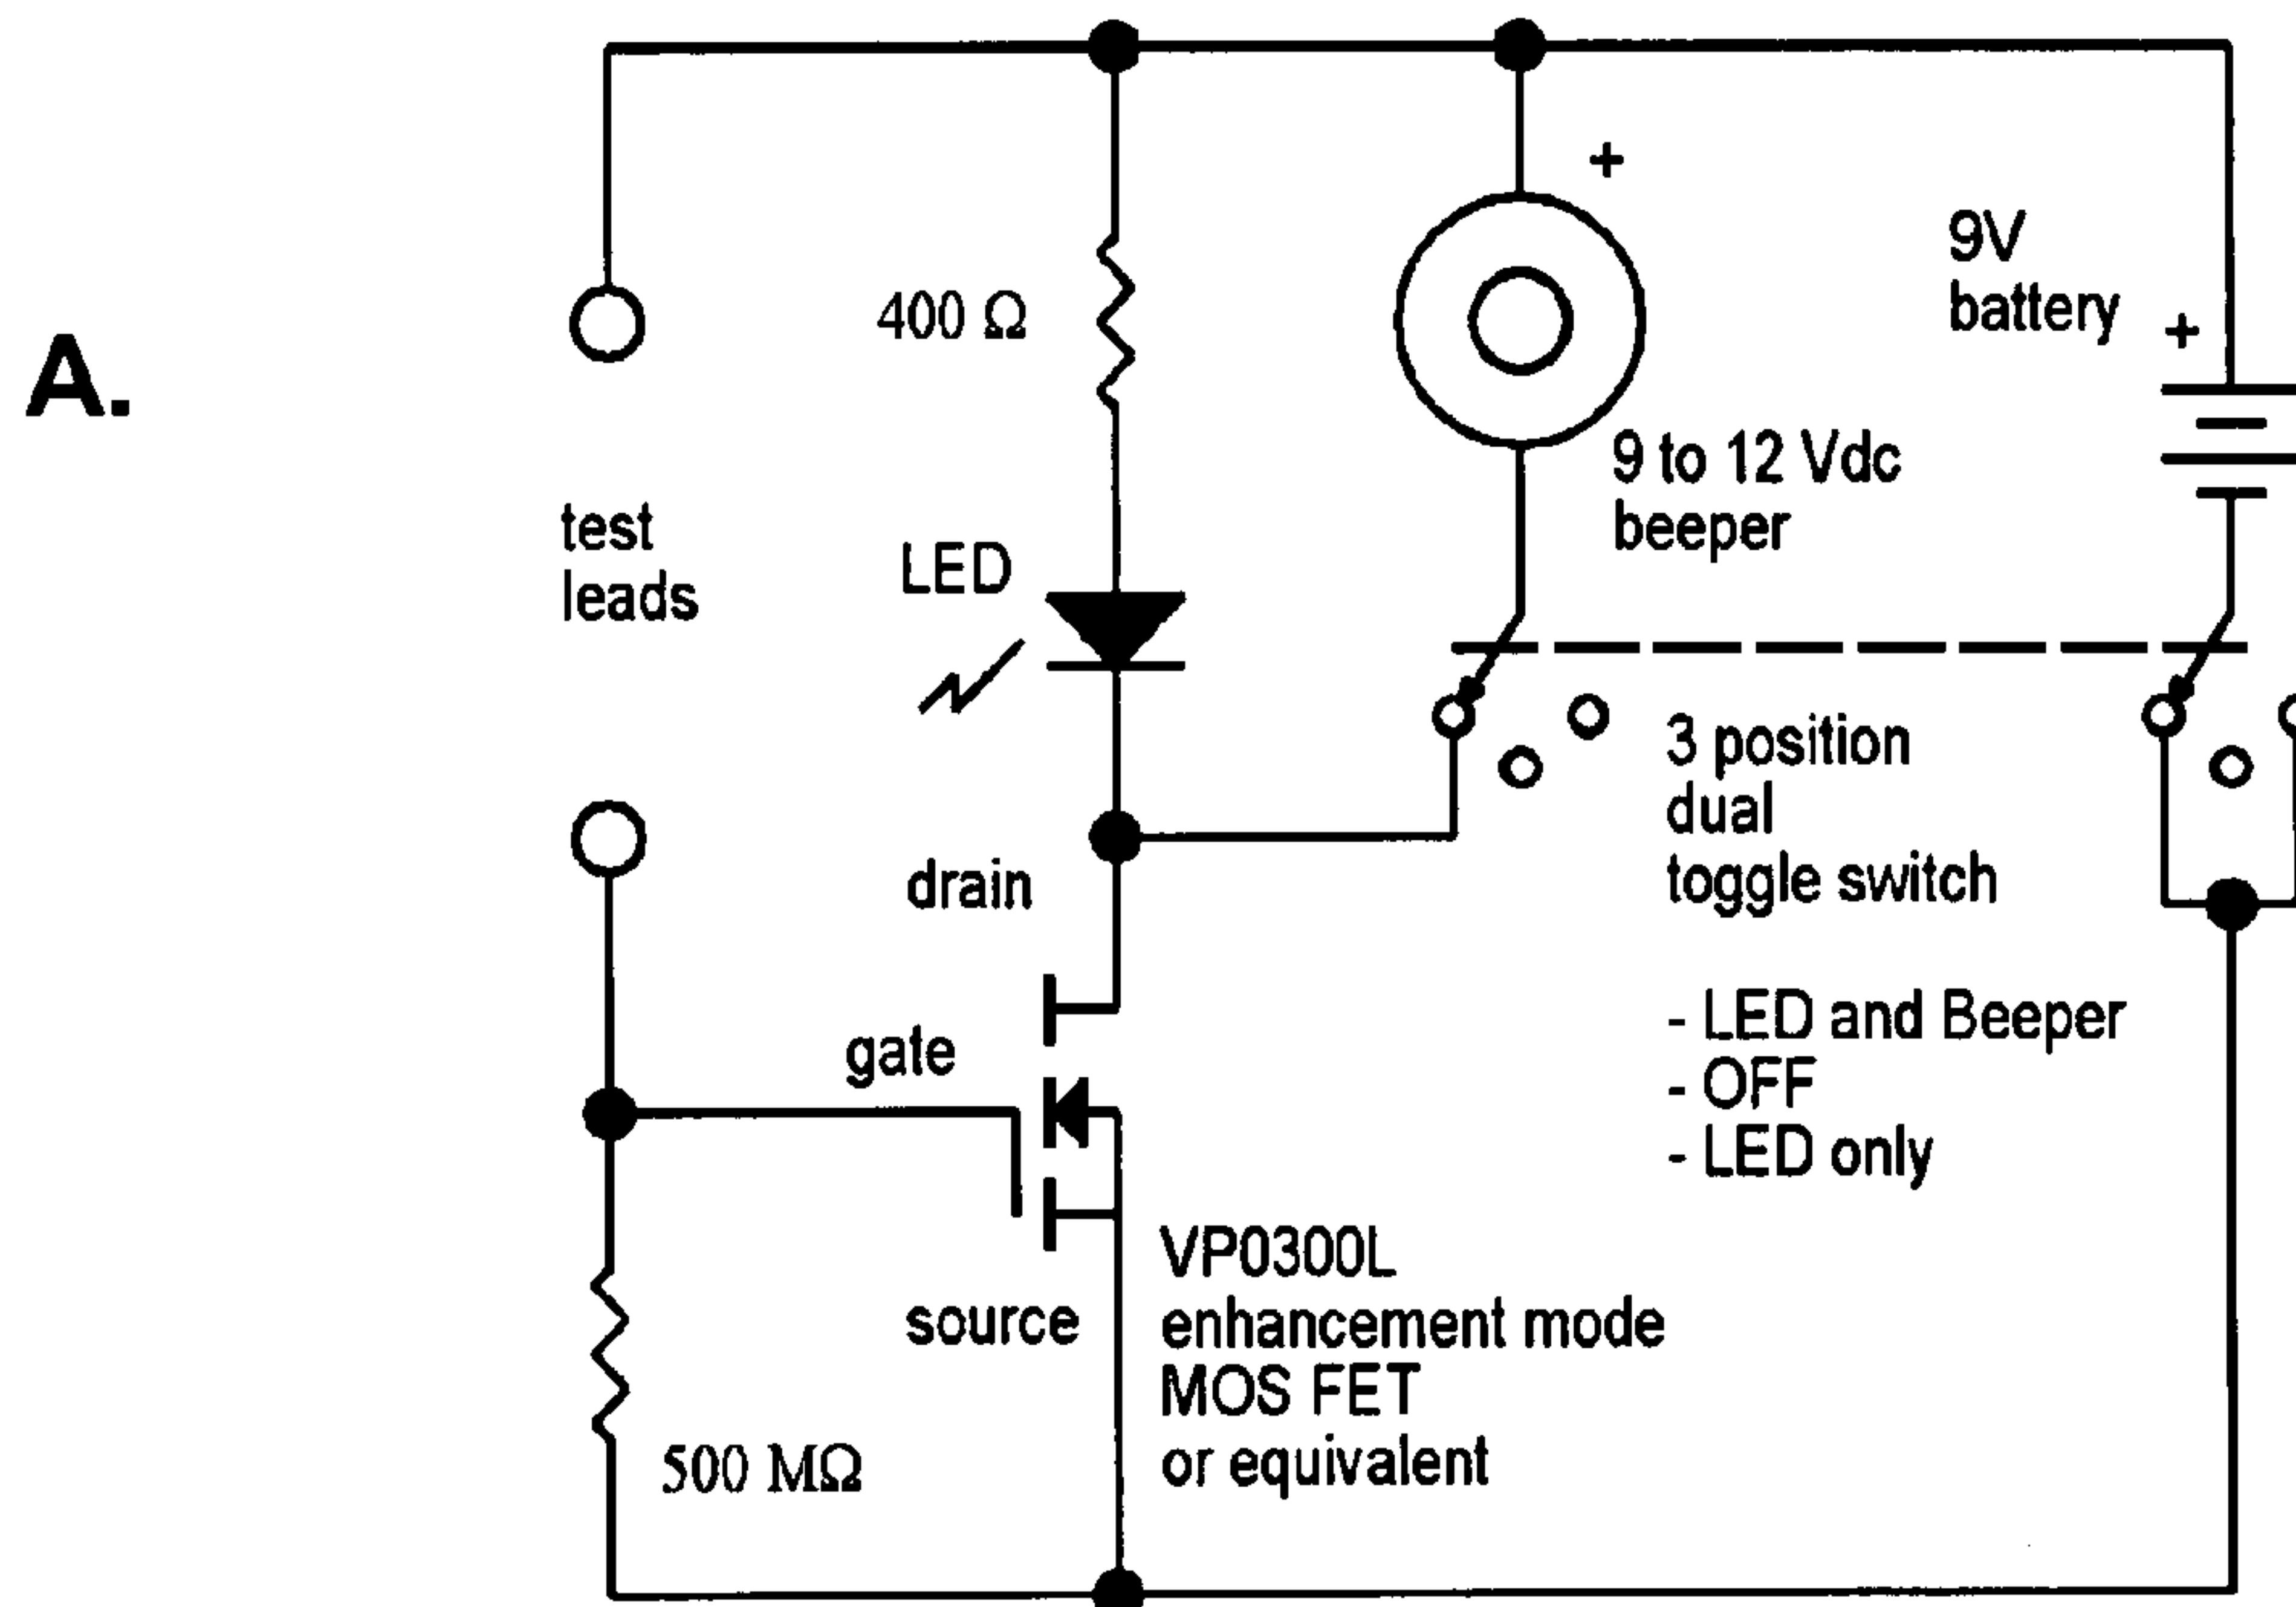 A.
400 Ω
+
9V
battery
+
9 to 12 Vdc
beeper
test
leads
LED
3 position
dual
toggle switch
drain
- LED and Beeper
- OFF
- LED only
gate
source
VP0300L
enhancement mode
MOS FET
or equivalent
500 MΩ